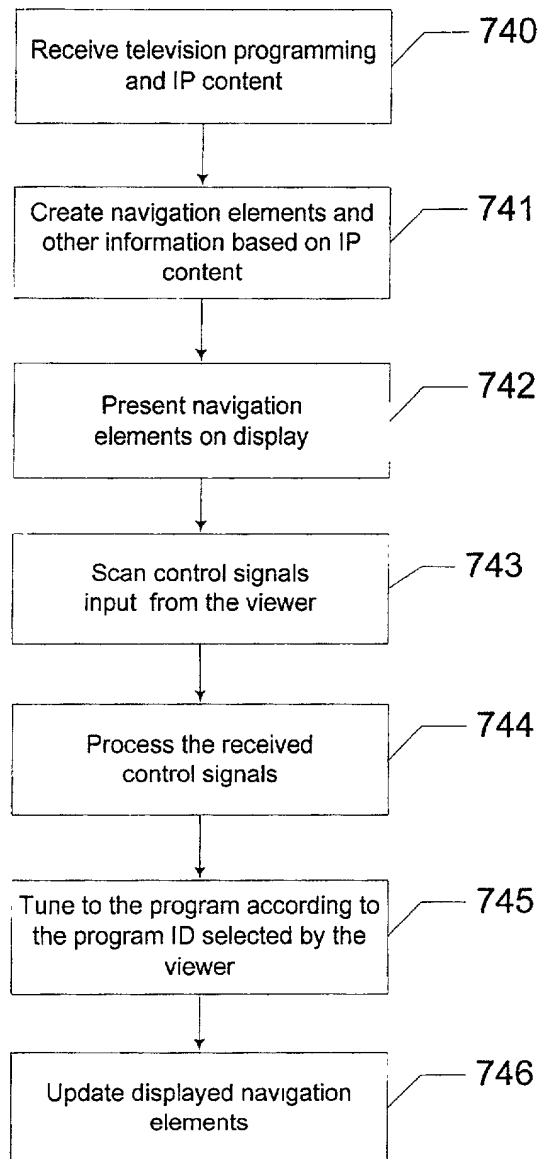 Receive television programming
and IP content
740
Create navigation elements and
other information based on IP
content
741
Present navigation
elements on display
742
Scan control signals
input from the viewer
743
Process the received
control signals
744
Tune to the program according to
the program ID selected by the
viewer
745
Update displayed navigation
elements
746